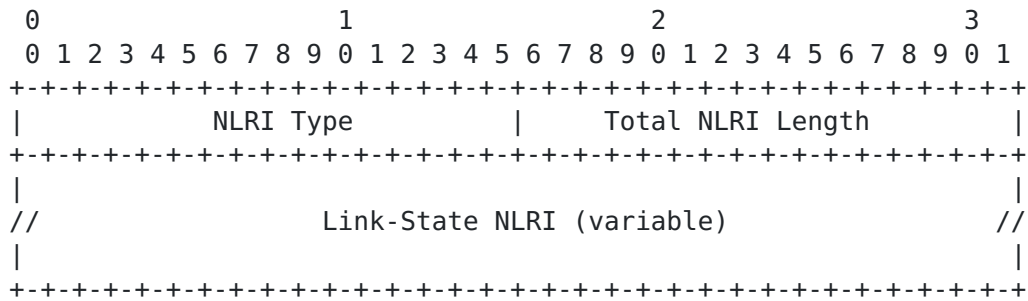 0                   1                   2                   3
 0 1 2 3 4 5 6 7 8 9 0 1 2 3 4 5 6 7 8 9 0 1 2 3 4 5 6 7 8 9 0 1
+-+-+-+-+-+-+-+-+-+-+-+-+-+-+-+-+-+-+-+-+-+-+-+-+-+-+-+-+-+-+-+-+
|            NLRI Type          |     Total NLRI Length         |
+-+-+-+-+-+-+-+-+-+-+-+-+-+-+-+-+-+-+-+-+-+-+-+-+-+-+-+-+-+-+-+-+
|                                                               |
//                  Link-State NLRI (variable)                 //
|                                                               |
+-+-+-+-+-+-+-+-+-+-+-+-+-+-+-+-+-+-+-+-+-+-+-+-+-+-+-+-+-+-+-+-+